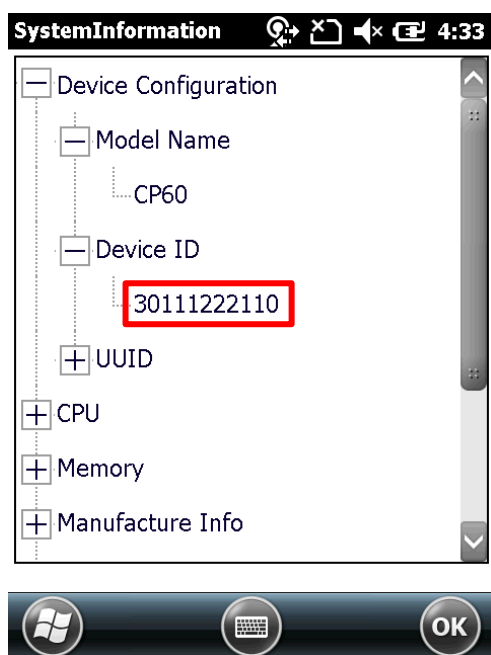 SystemInformation 4:33
Device Configuration
Model Name
CP60
Device ID
30111222110
UUID
CPU
Memory
Manufacture Info
OK